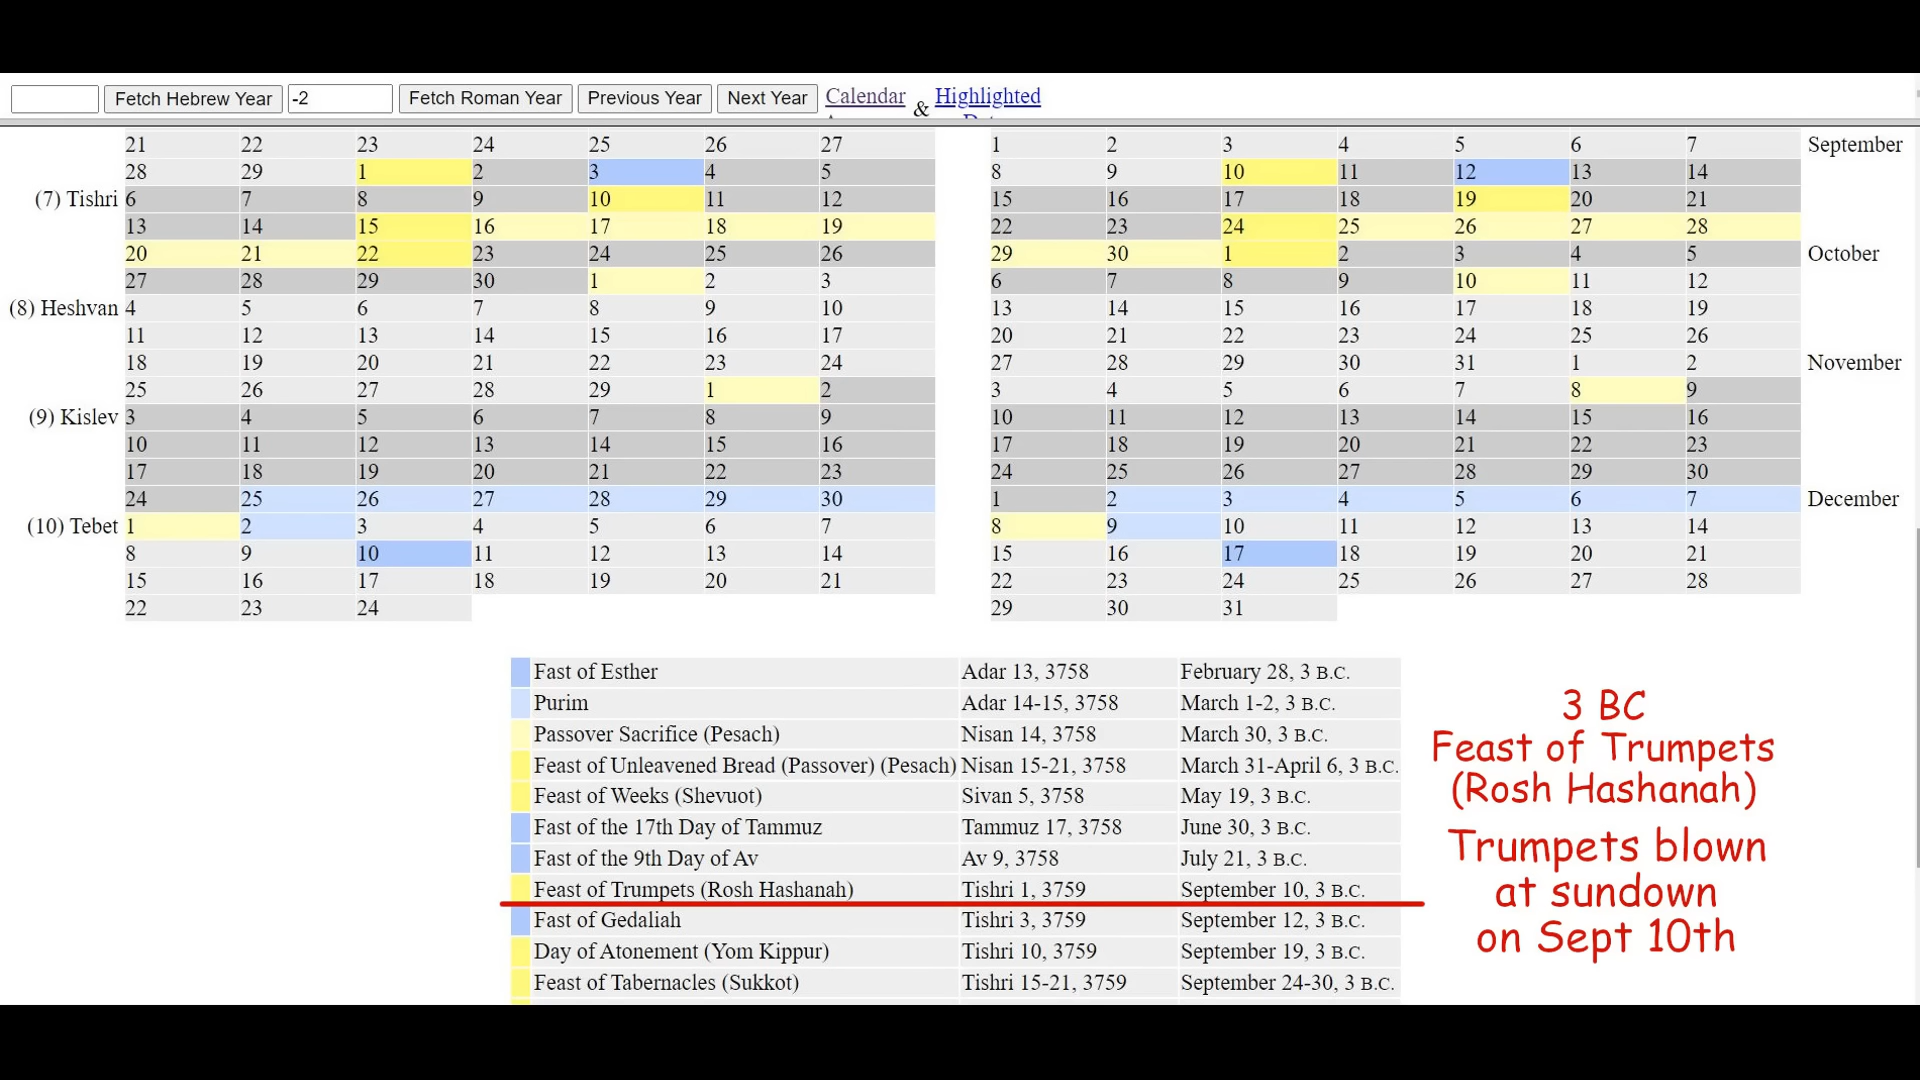 Fetch Hebrew Year -2 Fetch Roman Year Previous Year Next Year Calendar & Highlighted
21 22 23 24 25 26 27 1 2 3 4 5 6 7 September
28 29 1 2 3 4 5 8 9 10 11 12 13 14
(7) Tishri 6 7 8 9 10 11 12 15 16 17 18 19 20 21
13 14 15 16 17 18 19 22 23 24 25 26 27 28
20 21 22 23 24 25 26 29 30 1 2 3 4 5 October
27 28 29 30 1 2 3 6 7 8 9 10 11 12
(8) Heshvan 4 5 6 7 8 9 10 13 14 15 16 17 18 19
11 12 13 14 15 16 17 20 21 22 23 24 25 26
18 19 20 21 22 23 24 27 28 29 30 31 1 2 November
25 26 27 28 29 1 2 3 4 5 6 7 8 9
(9) Kislev 3 4 5 6 7 8 9 10 11 12 13 14 15 16
10 11 12 13 14 15 16 17 18 19 20 21 22 23
17 18 19 20 21 22 23 24 25 26 27 28 29 30
24 25 26 27 28 29 30 1 2 3 4 5 6 7 December
(10) Tebet 1 2 3 4 5 6 7 8 9 10 11 12 13 14
8 9 10 11 12 13 14 15 16 17 18 19 20 21
15 16 17 18 19 20 21 22 23 24 25 26 27 28
22 23 24 29 30 31
Fast of Esther Adar 13, 3758 February 28, 3 B.C.
Purim Adar 14-15, 3758 March 1-2, 3 B.C.
Passover Sacrifice (Pesach) Nisan 14, 3758 March 30, 3 B.C.
Feast of Unleavened Bread (Passover) (Pesach) Nisan 15-21, 3758 March 31-April 6, 3 B.C.
Feast of Weeks (Shevuot) Sivan 5, 3758 May 19, 3 B.C.
Fast of the 17th Day of Tammuz Tammuz 17, 3758 June 30, 3 B.C.
Fast of the 9th Day of Av Av 9, 3758 July 21, 3 B.C.
Feast of Trumpets (Rosh Hashanah) Tishri 1, 3759 September 10, 3 B.C.
Fast of Gedaliah Tishri 3, 3759 September 12, 3 B.C.
Day of Atonement (Yom Kippur) Tishri 10, 3759 September 19, 3 B.C.
Feast of Tabernacles (Sukkot) Tishri 15-21, 3759 September 24-30, 3 B.C.
3 BC
Feast of Trumpets
(Rosh Hashanah)
Trumpets blown
at sundown
on Sept 10th